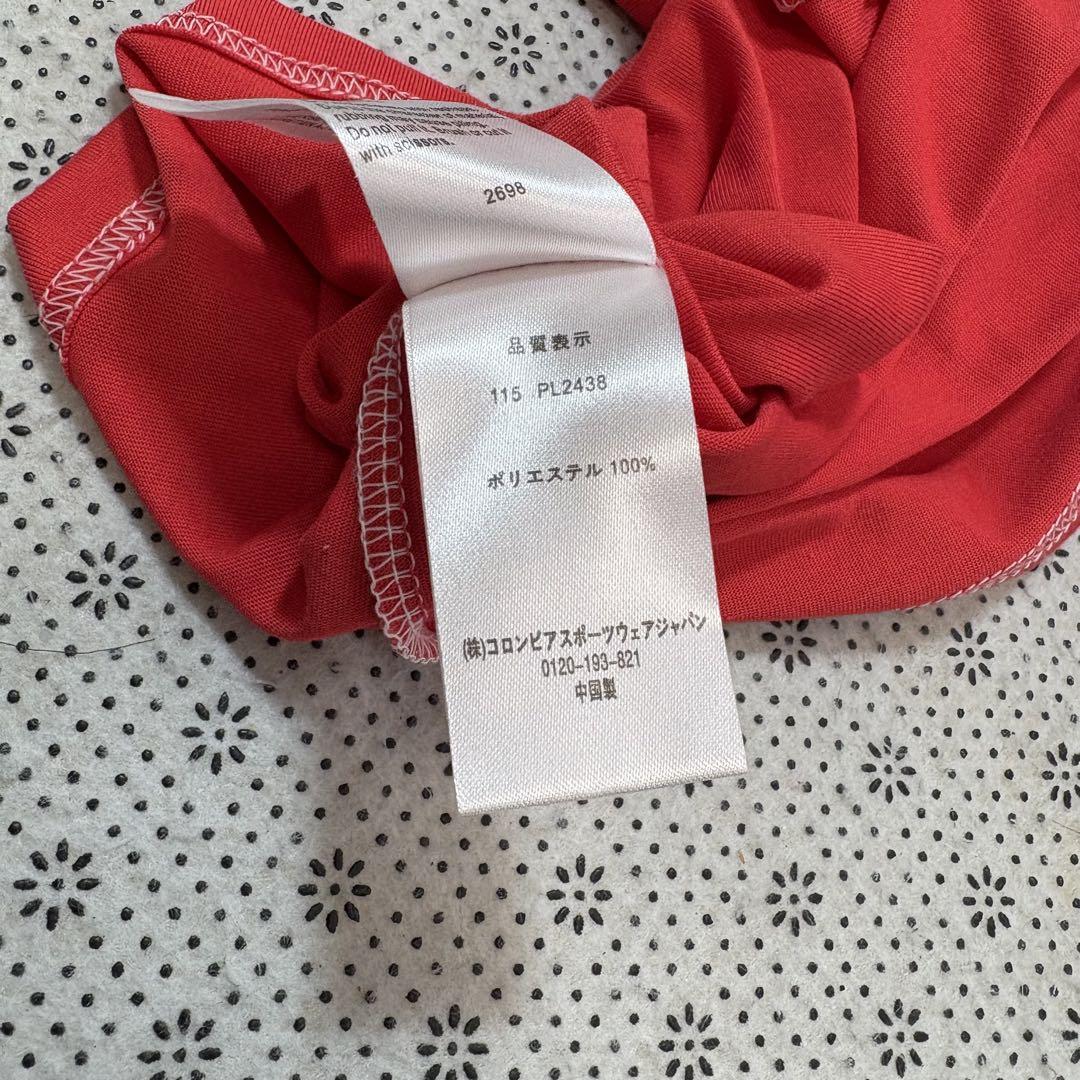 rubbing
Do not pull it, brush or cut it
with scissors.
2698
品質表示
115 PL2438
ポリエステル 100%
(株)コロンビアスポーツウェアジャパン
0120-193-821
中国製